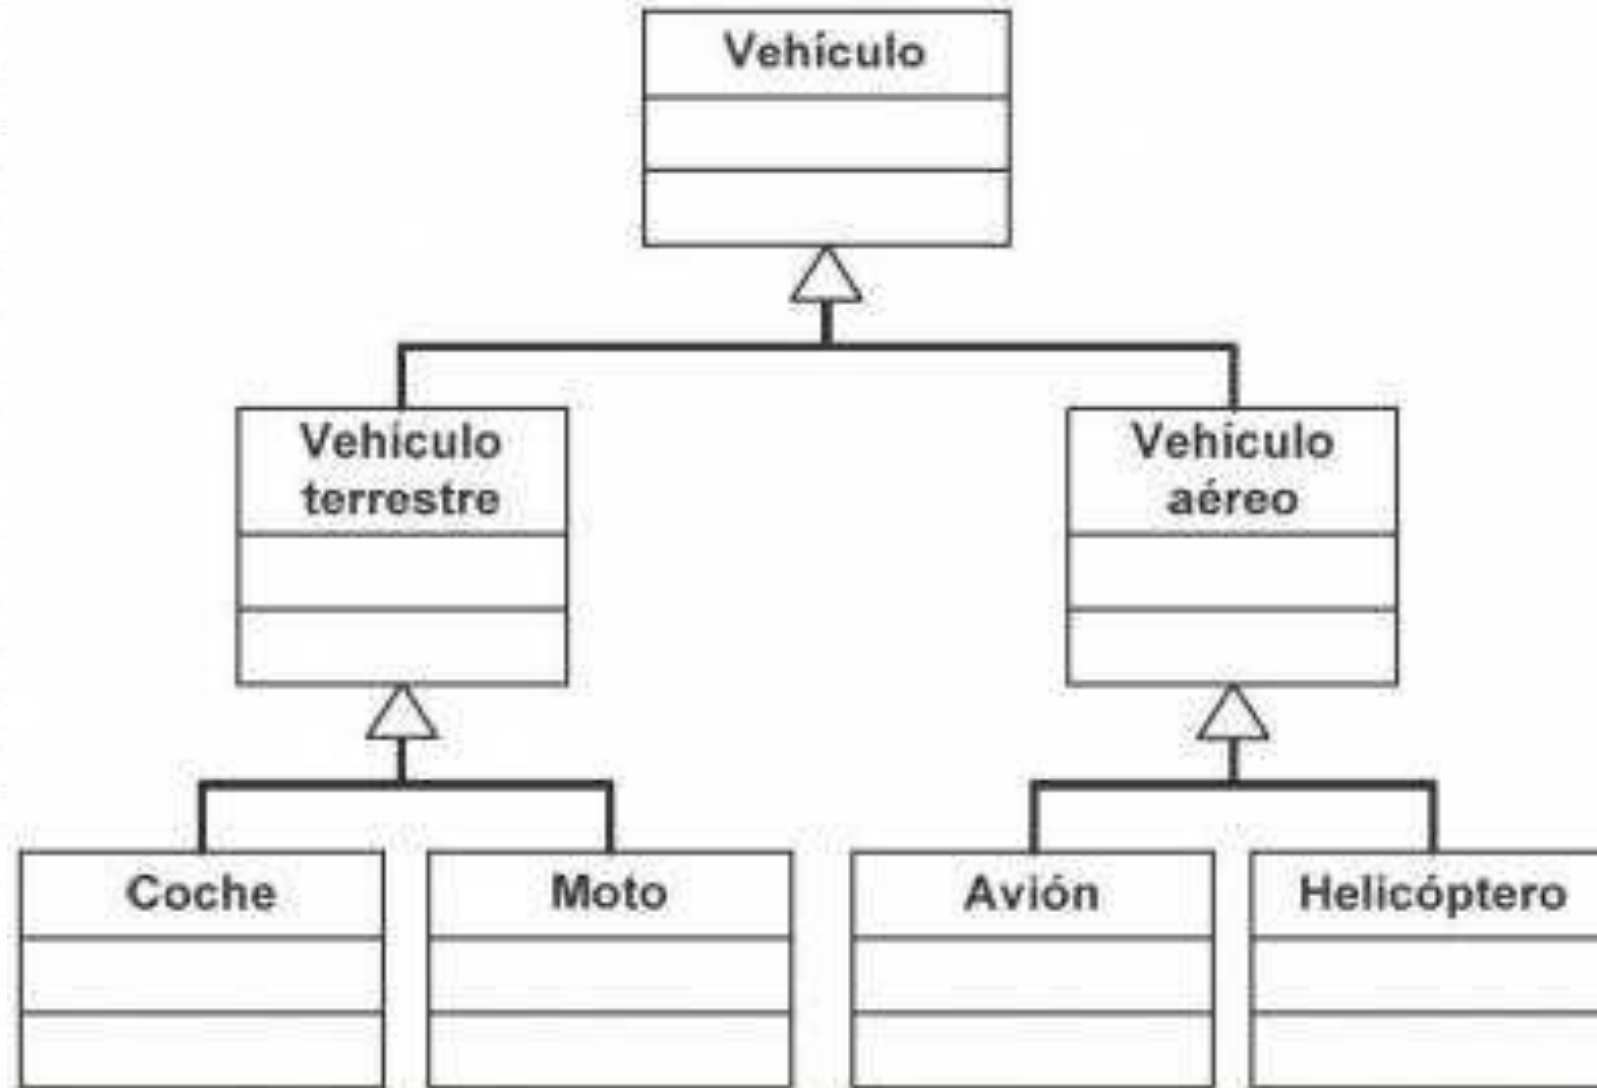 Vehículo
Vehículo
terrestre
Vehículo
aéreo
Coche
Moto
Avión
Helicóptero